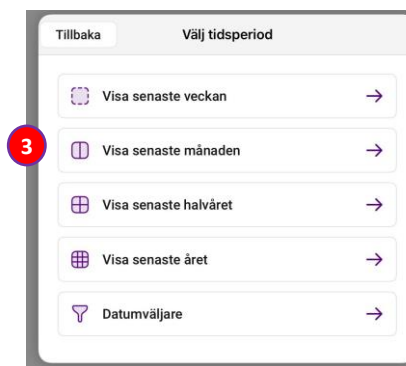 Tillbaka Välj tidsperiod
Visa senaste veckan
3 Visa senaste månaden
Visa senaste halvåret
Visa senaste året
Datumväljare